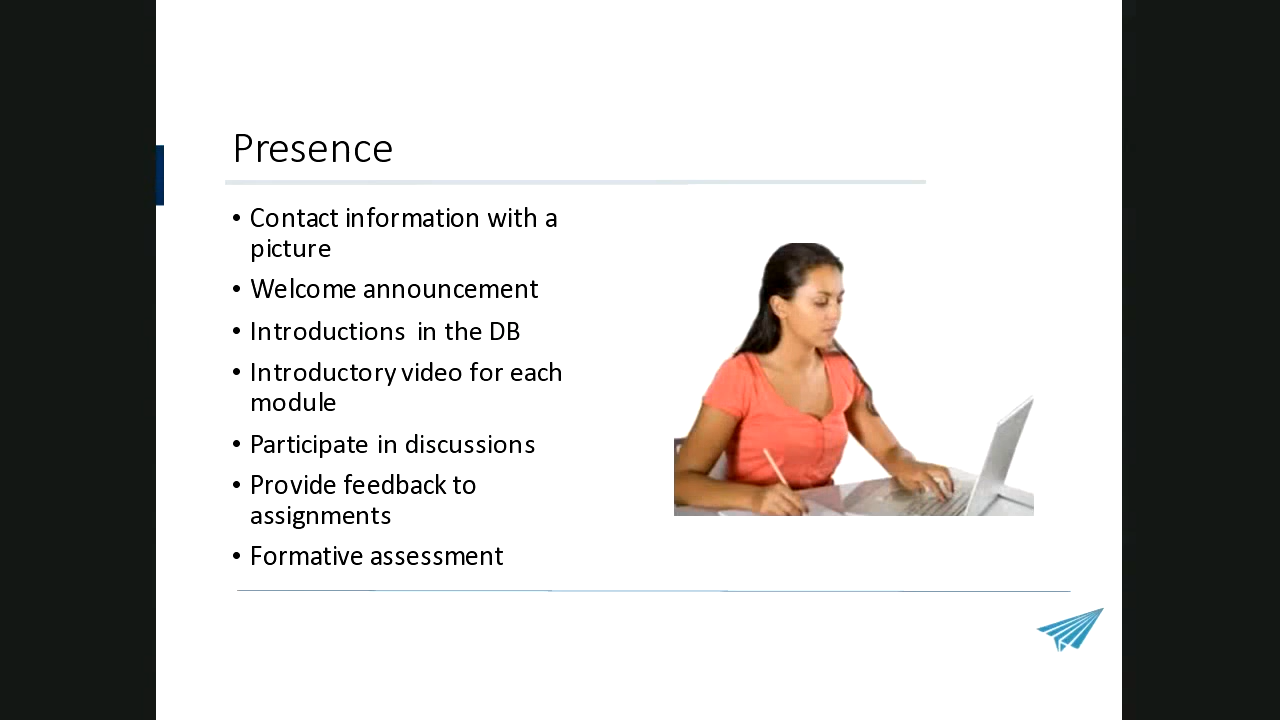 Presence
• Contact information with a
picture
• Welcome announcement
• Introductions in the DB
• Introductory video for each
module
• Participate in discussions
• Provide feedback to
assignments
• Formative assessment